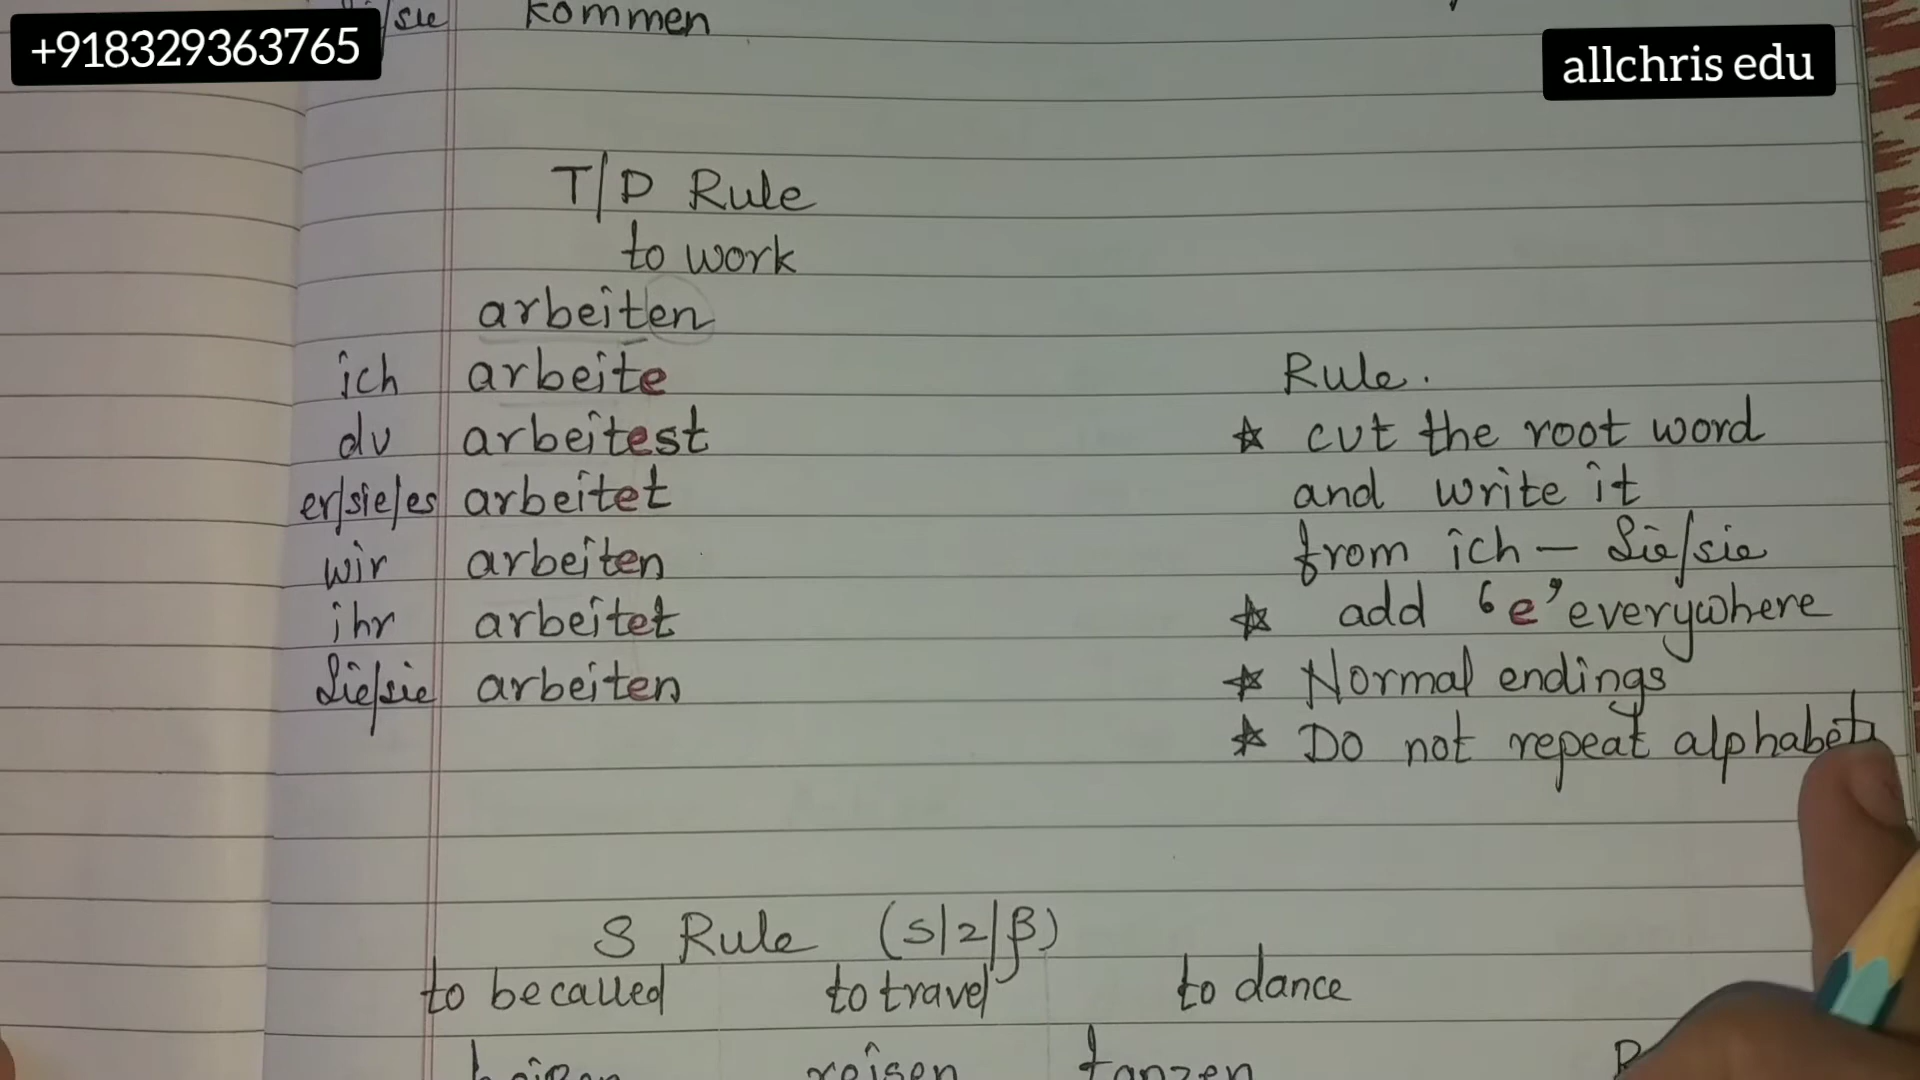 /sie kommen
+918329363765
allchris edu
T/D Rule
to work
arbeiten
ich arbeite
du arbeitest
er/sie/es arbeitet
wir arbeiten
ihr arbeitet
Sie/sie arbeiten
Rule.
☆ cut the root word
and write it
from ich – Sie/sie
☆ add 'e' everywhere
☆ Normal endings
☆ Do not repeat alphabet
S Rule (s/z/β)
to be called to travel to dance
reisen tanzen